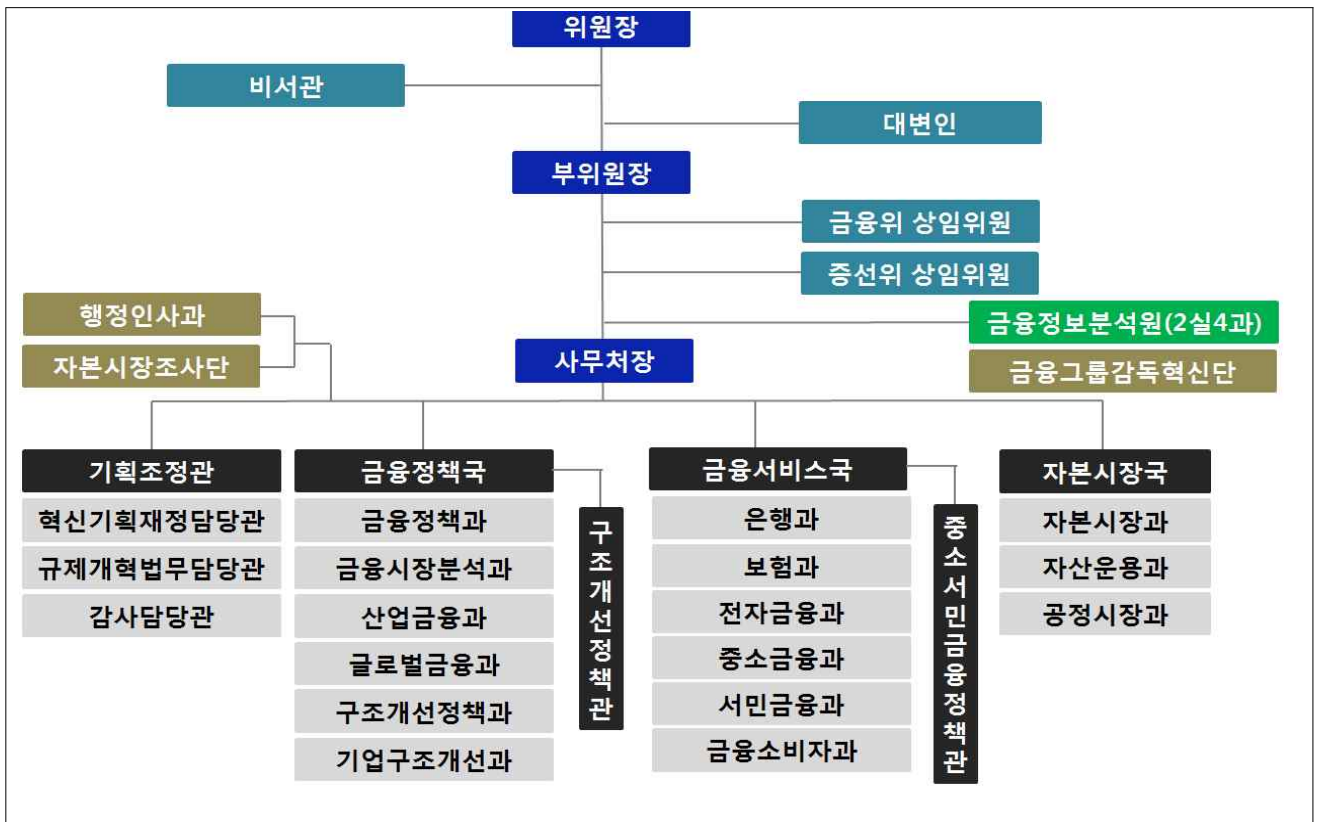 위원장
비서관
대변인
부위원장
금융위 상임위원
증선위 상임위원
행정인사과
자본시장조사단
금융정보분석원(2실4과)
사무처장
금융그룹감독혁신단
기획조정관
혁신기획재정담당관
규제개혁법무담당관
감사담당관
금융정책국
금융정책과
금융시장분석과
산업금융과
글로벌금융과
구조개선정책과
기업구조개선과
구조개선정책관
금융서비스국
은행과
보험과
전자금융과
중소금융과
서민금융과
금융소비자과
중소서민금융정책관
자본시장국
자본시장과
자산운용과
공정시장과